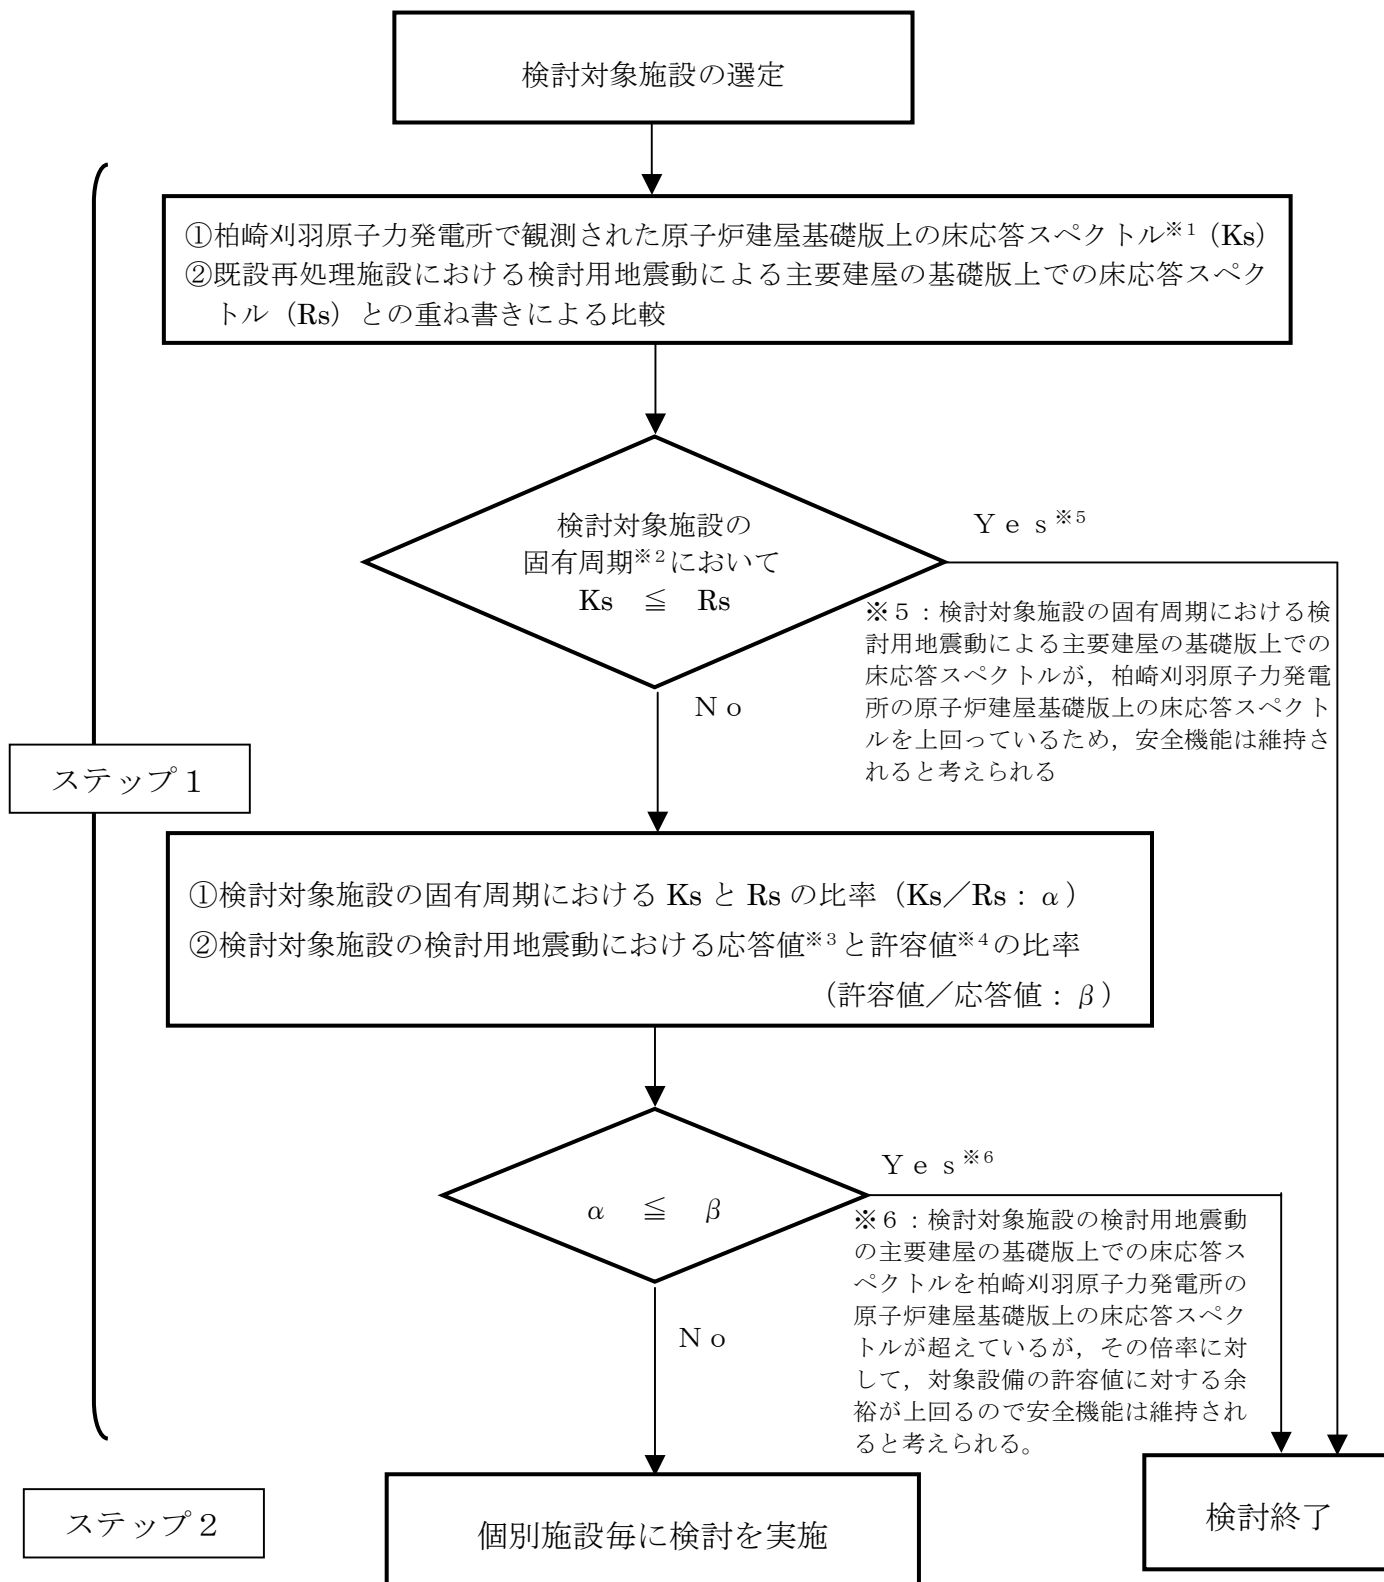 検討対象施設の選定
①柏崎刈羽原子力発電所で観測された原子炉建屋基礎版上の床応答スペクトル※1（Ks）
②既設再処理施設における検討用地震動による主要建屋の基礎版上での床応答スペク
トル（Rs）との重ね書きによる比較
検討対象施設の
固有周期※2において
Ks ≦ Rs
Ｙｅｓ※5
※５：検討対象施設の固有周期における検
討用地震動による主要建屋の基礎版上での
床応答スペクトルが，柏崎刈羽原子力発電
所の原子炉建屋基礎版上の床応答スペクト
ルを上回っているため，安全機能は維持さ
れると考えられる
Ｎｏ
ステップ１
①検討対象施設の固有周期における Ks と Rs の比率（Ks／Rs：α）
②検討対象施設の検討用地震動における応答値※3と許容値※4の比率
（許容値／応答値：β）
α ≦ β
Ｙｅｓ※6
※６：検討対象施設の検討用地震動
の主要建屋の基礎版上での床応答ス
ペクトルを柏崎刈羽原子力発電所の
原子炉建屋基礎版上の床応答スペク
トルが超えているが，その倍率に対
して，対象設備の許容値に対する余
裕が上回るので安全機能は維持され
ると考えられる。
Ｎｏ
ステップ２
個別施設毎に検討を実施
検討終了